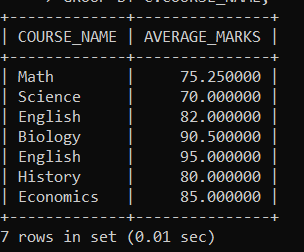 GROUP BY c.COURSE_NAME;
+-------------+---------------+
| COURSE_NAME | AVERAGE_MARKS |
+-------------+---------------+
| Math        |     75.250000 |
| Science     |     70.000000 |
| English     |     82.000000 |
| Biology     |     90.500000 |
| English     |     95.000000 |
| History     |     80.000000 |
| Economics   |     85.000000 |
+-------------+---------------+
7 rows in set (0.01 sec)